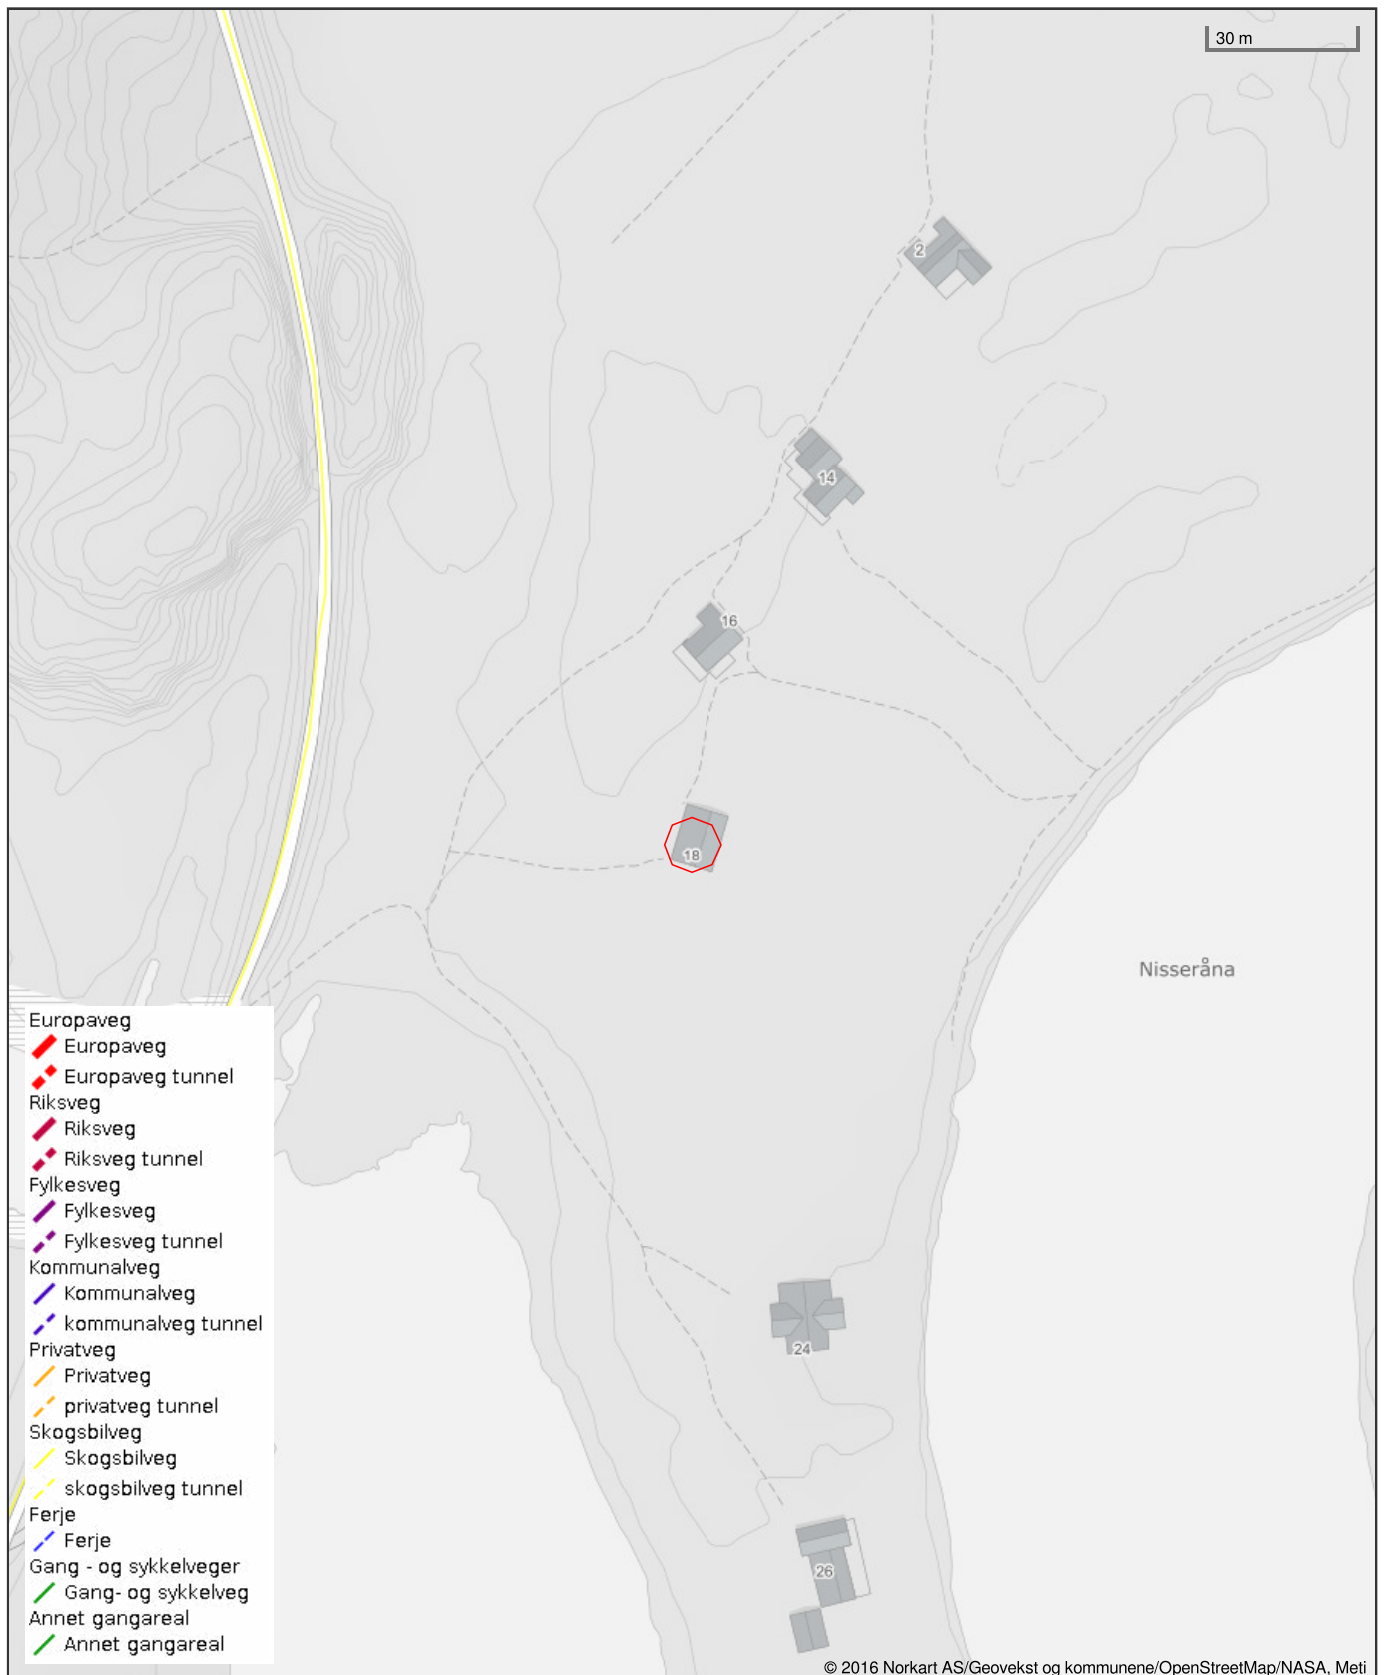 30 m
2
14
16
18
Nisseråna
Europaveg
Europaveg
Europaveg tunnel
Riksveg
Riksveg
Riksveg tunnel
Fylkesveg
Fylkesveg
Fylkesveg tunnel
Kommunalveg
Kommunalveg
kommunalveg tunnel
Privatveg
Privatveg
privatveg tunnel
Skogsbilveg
Skogsbilveg
skogsbilveg tunnel
Ferje
Ferje
Gang - og sykkelveger
Gang- og sykkelveg
Annet gangareal
Annet gangareal
24
26
© 2016 Norkart AS/Geovekst og kommunene/OpenStreetMap/NASA, Meti